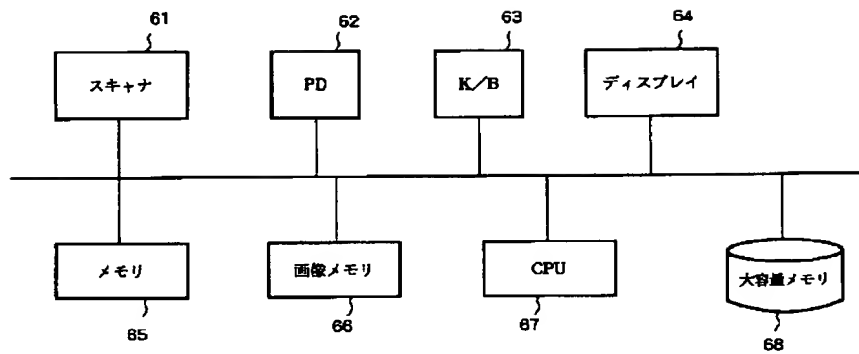 61
62
63
64
スキャナ
PD
K/B
ディスプレイ
メモリ
画像メモリ
CPU
大容量メモリ
65
66
67
68